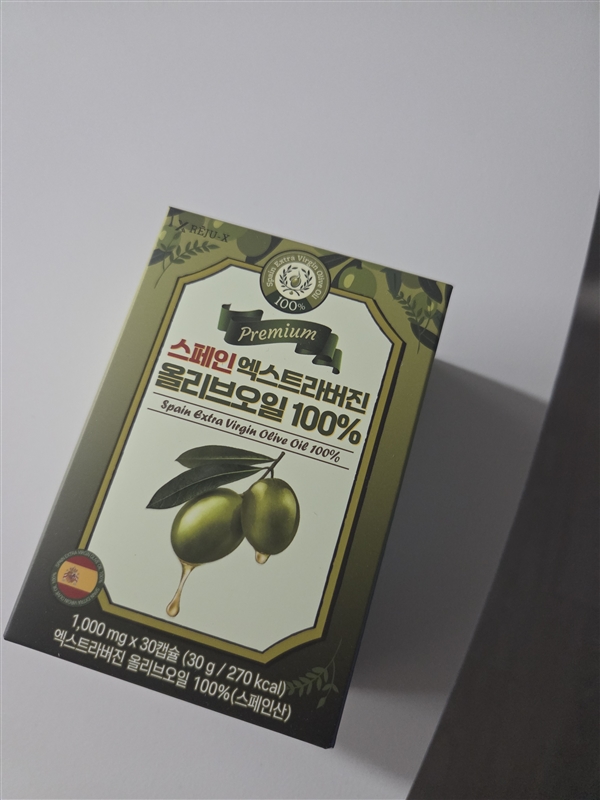 REJU-X
Spain Extra Virgin Olive Oil
100%
Premium
스페인 엑스트라버진
올리브오일 100%
Spain Extra Virgin Olive Oil 100%
1,000 mg x 30캡슐 (30 g / 270 kcal)
엑스트라버진 올리브오일 100%(스페인산)